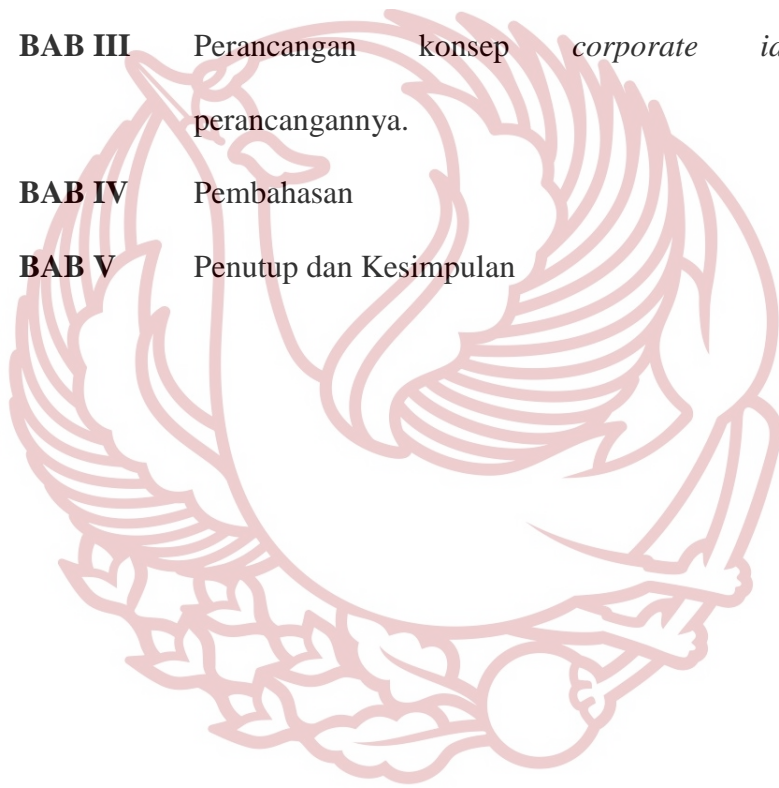 BAB III Perancangan konsep corporate
perancangannya.
BAB IV Pembahasan
BAB V Penutup dan Kesimpulan